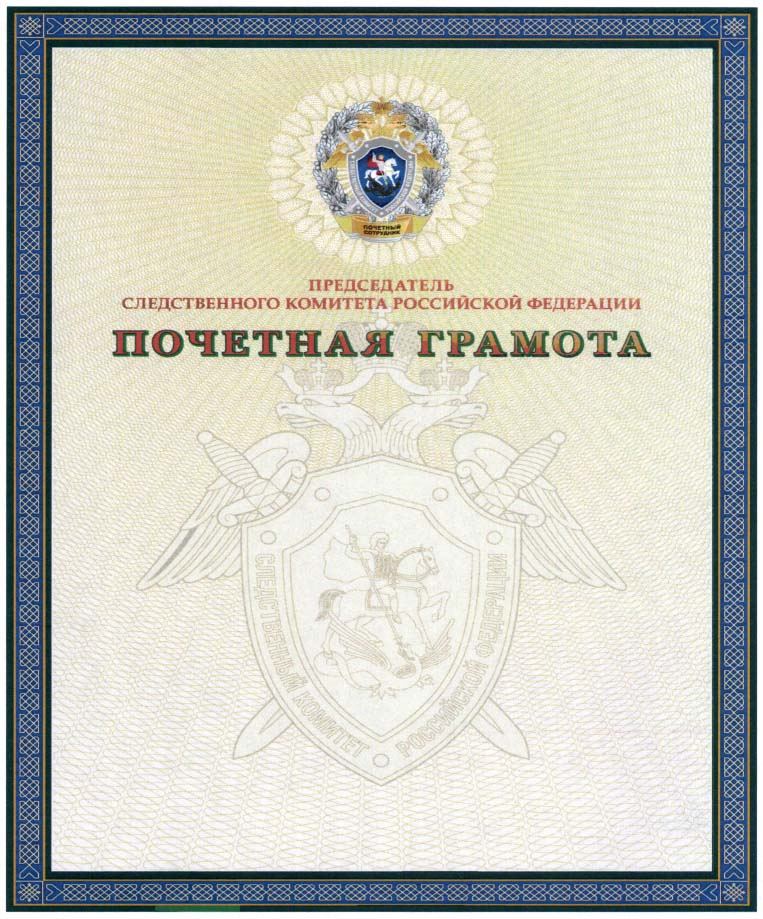 ПОЧЕТНЫЙ
СОТРУДНИК
ПРЕДСЕДАТЕЛЬ
СЛЕДСТВЕННОГО КОМИТЕТА РОССИЙСКОЙ ФЕДЕРАЦИИ
ПОЧЕТНАЯ ГРАМОТА
СЛЕДСТВЕННЫЙ КОМИТЕТ
РОССИЙСКОЙ ФЕДЕРАЦИИ